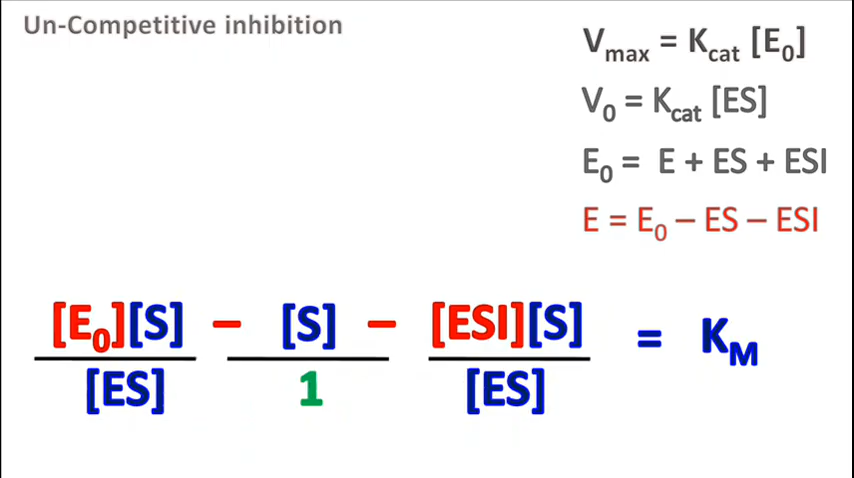 Un-Competitive inhibition
Vmax = Kcat [E0]
V0 = Kcat [ES]
E0 = E + ES + ESI
E = E0 – ES – ESI
[E0][S] – [S] – [ESI][S] = KM
[ES] 1 [ES]